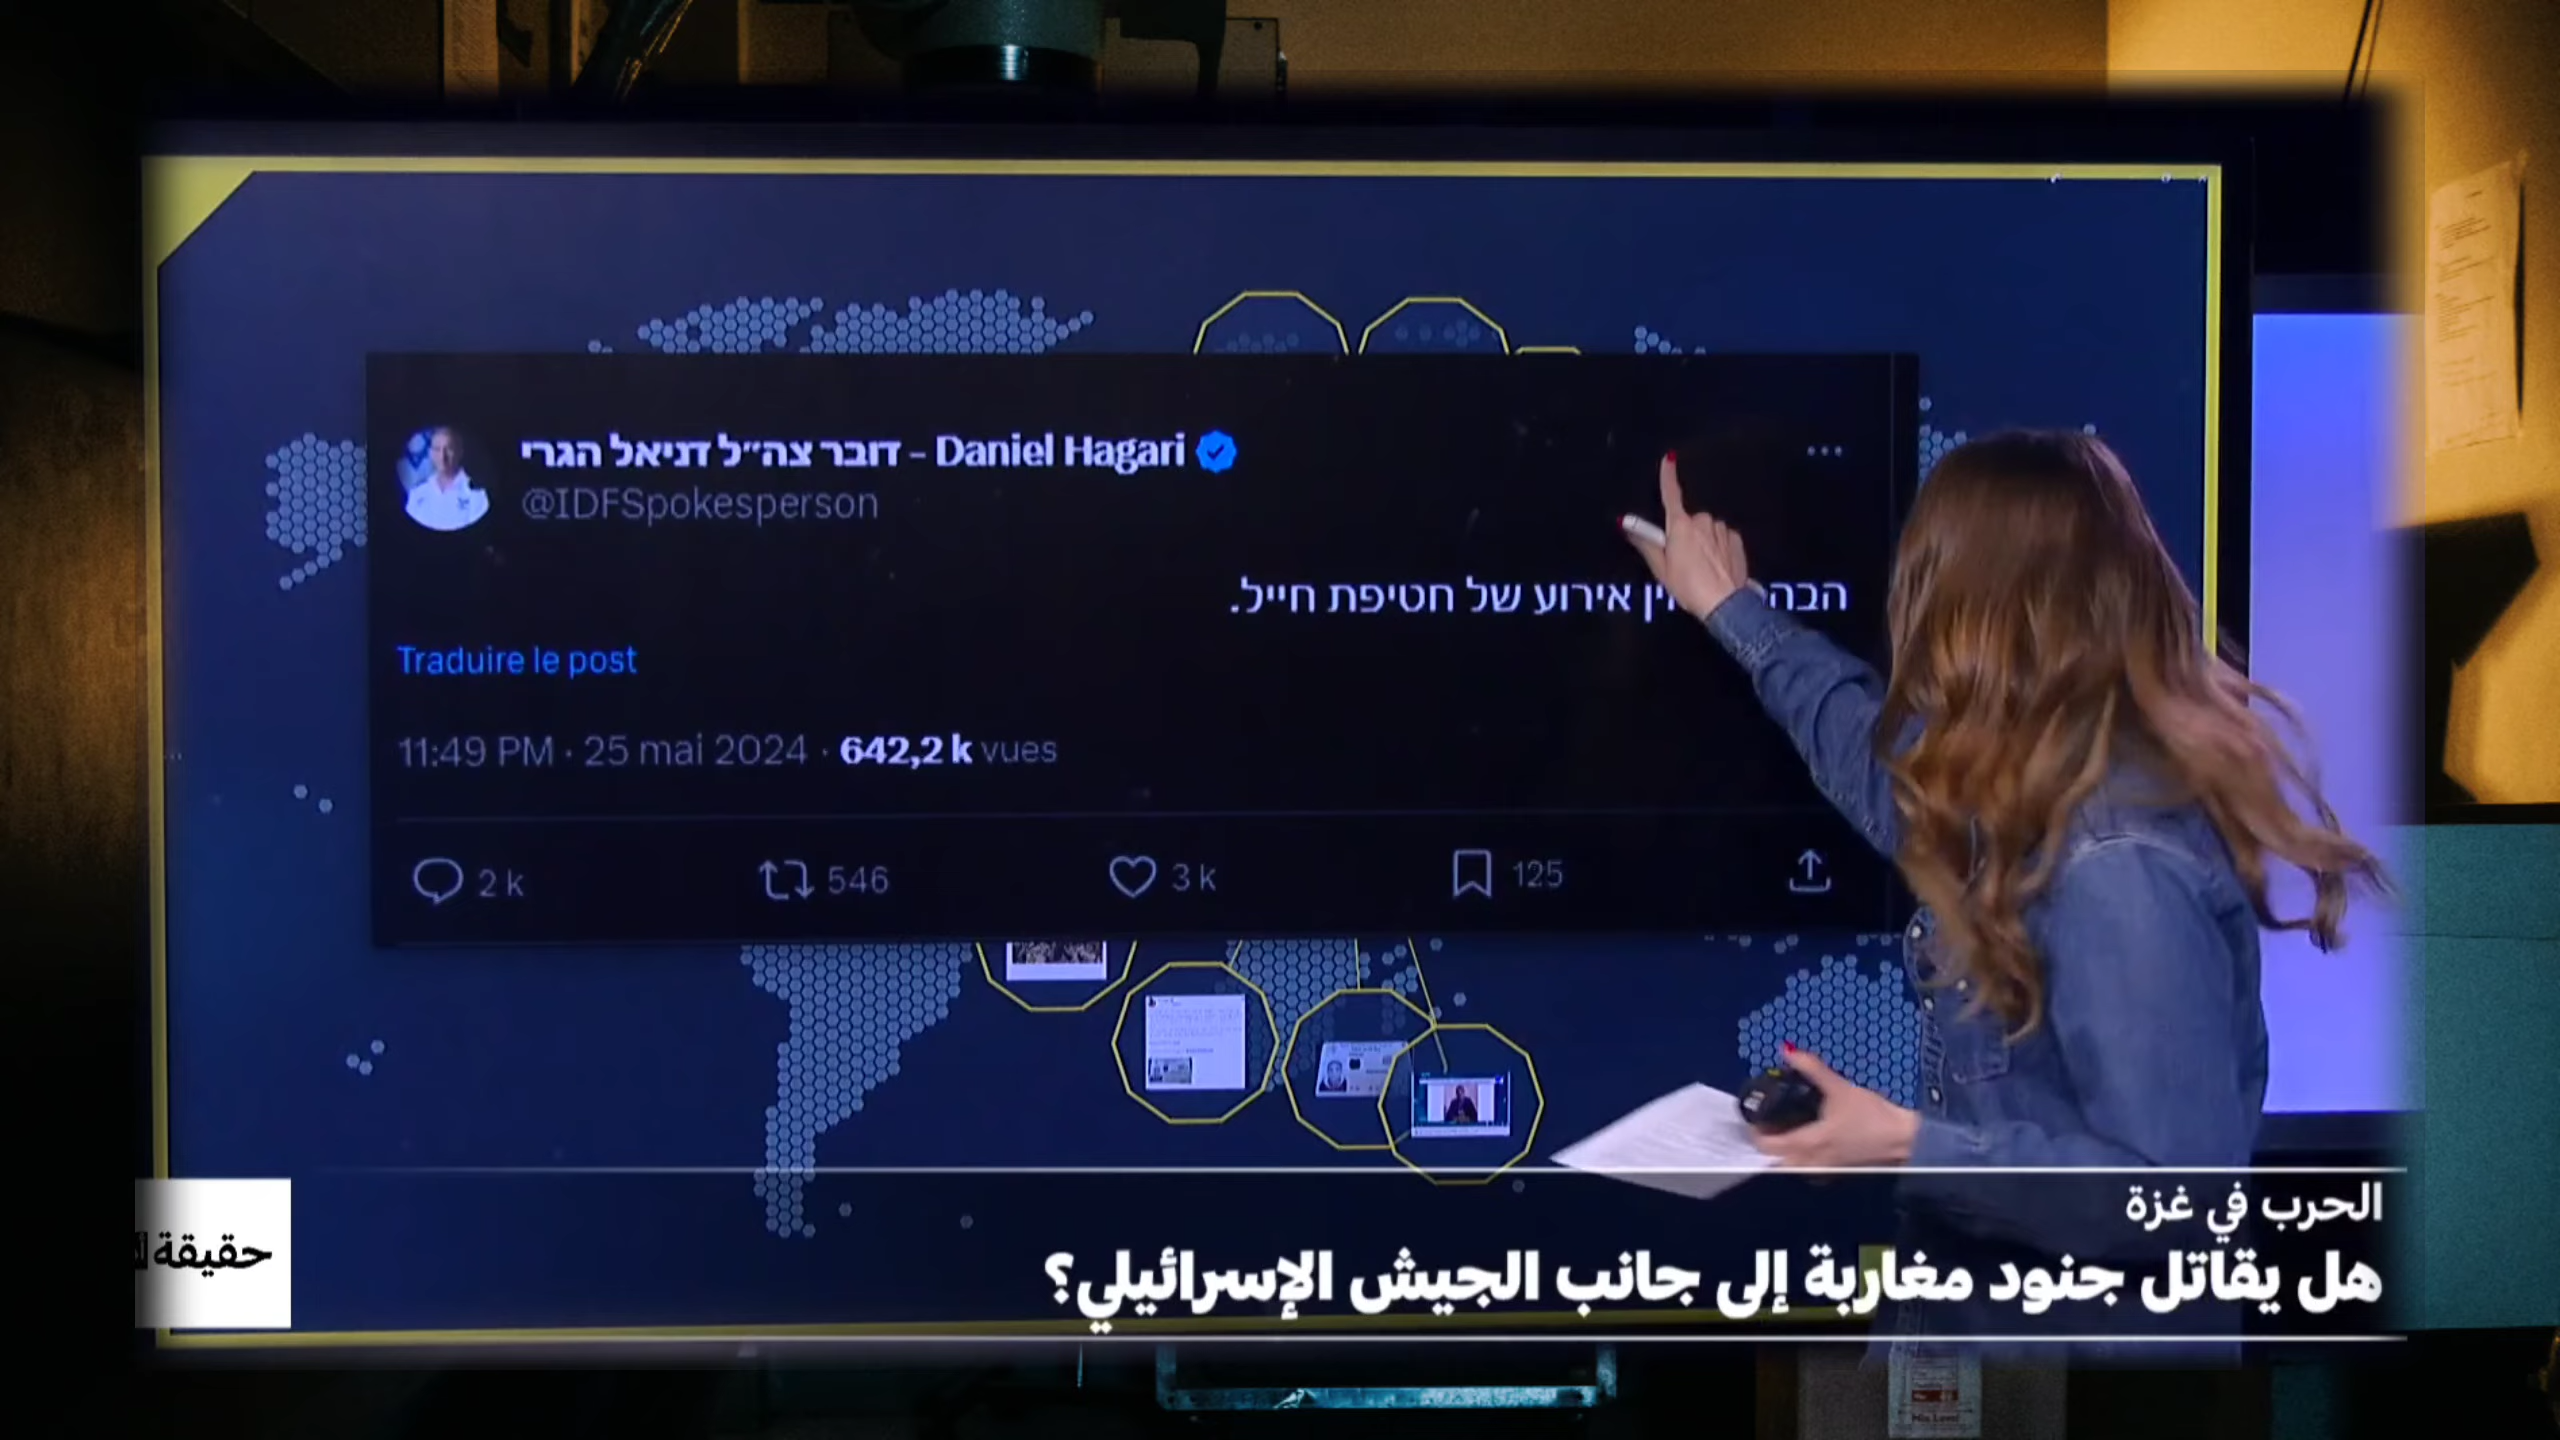 דובר צה״ל דניאל הגרי - Daniel Hagari
@IDFSpokesperson
אירוע של חטיפת חייל.
Traduire le post
11:49 PM · 25 mai 2024 · 642,2 k vues
2 k 546 3 k 125
الحرب في غزة
هل يقاتل جنود مغاربة إلى جانب الجيش الإسرائيلي؟
حقيقة